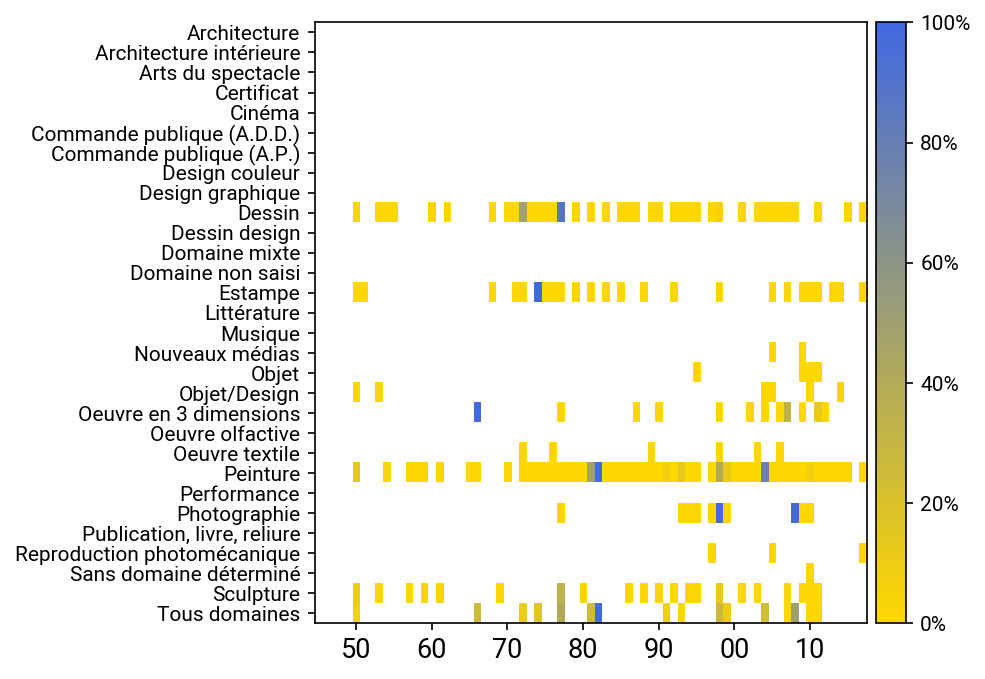 Architecture
Architecture intérieure
Arts du spectacle
Certificat
Cinéma
Commande publique (A.D.D.)
Commande publique (A.P.)
Design couleur
Design graphique
Dessin
Dessin design
Domaine mixte
Domaine non saisi
Estampe
Littérature
Musique
Nouveaux médias
Objet
Objet/Design
Oeuvre en 3 dimensions
Oeuvre olfactive
Oeuvre textile
Peinture
Performance
Photographie
Publication, livre, reliure
Reproduction photomécanique
Sans domaine déterminé
Sculpture
Tous domaines
50 60 70 80 90 00 10
100%
80%
60%
40%
20%
0%